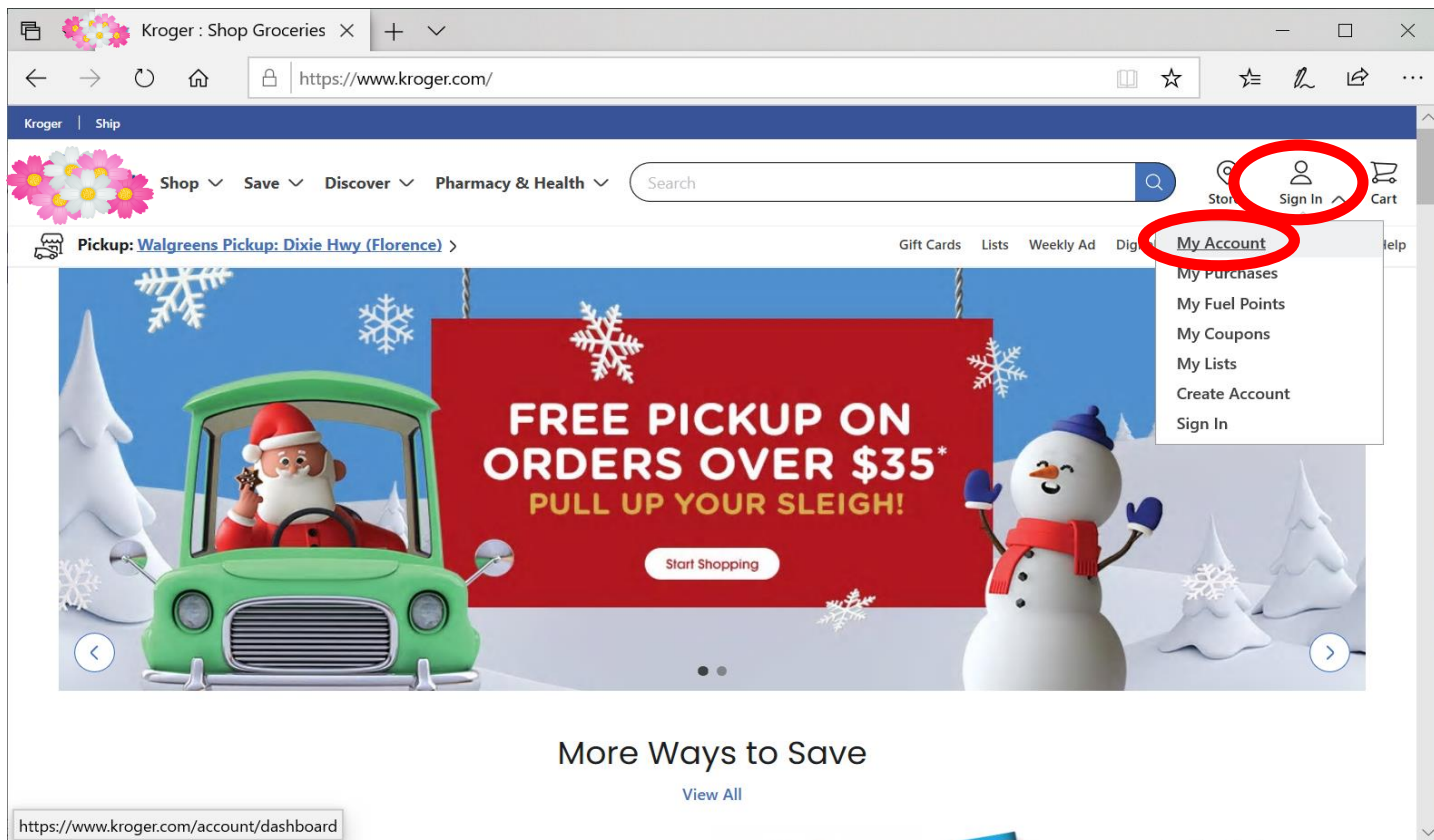 Kroger : Shop Groceries
https://www.kroger.com/
Kroger | Ship
Shop Save Discover Pharmacy & Health Search Sign In Cart
Pickup: Walgreens Pickup: Dixie Hwy (Florence) > Gift Cards Lists Weekly Ad
My Account
My Purchases
My Fuel Points
My Coupons
My Lists
Create Account
Sign In
FREE PICKUP ON
ORDERS OVER $35*
PULL UP YOUR SLEIGH!
Start Shopping
More Ways to Save
View All
https://www.kroger.com/account/dashboard